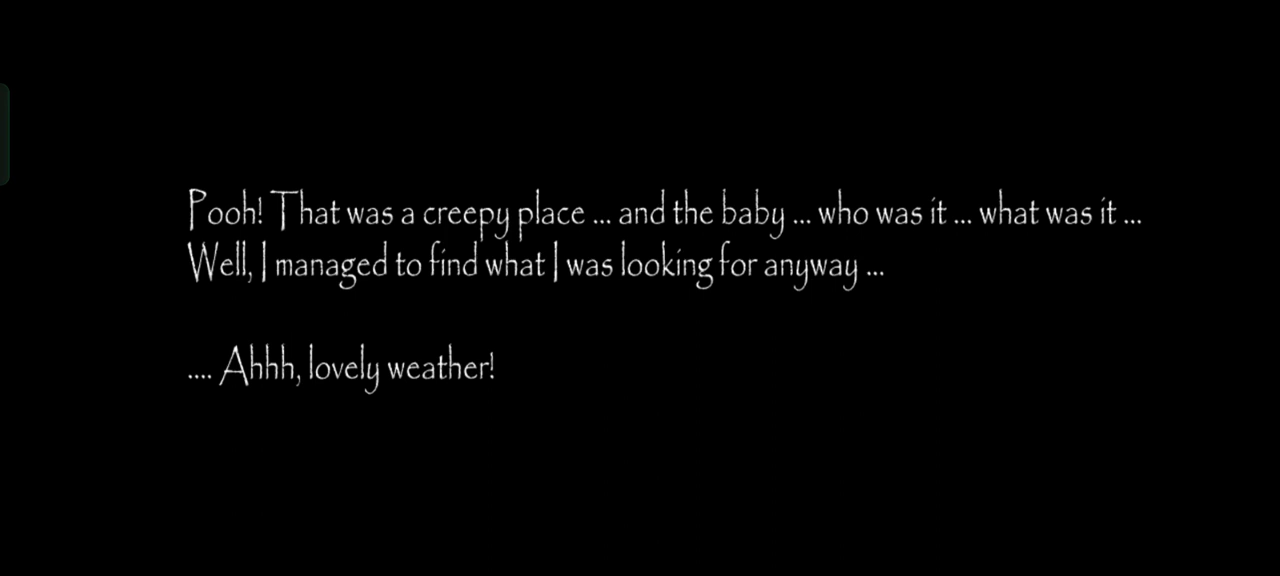 Pooh! That was a creepy place ... and the baby ... who was it ... what was it ...
Well, I managed to find what I was looking for anyway ...
.... Ahhh, lovely weather!